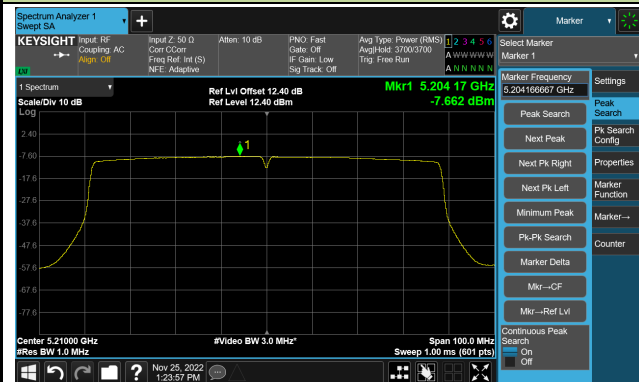 Spectrum Analyzer 1
Swept SA
Marker
KEYSIGHT
Input: RF
Coupling: AC
Align: Off
Input Z: 50 Ω
Corr CCorr
Freq Ref: Int (S)
NFE: Adaptive
Atten: 10 dB
PNO: Fast
Gate: Off
IF Gain: Low
Sig Track: Off
Avg Type: Power (RMS)
Avg|Hold: 3700/3700
Trig: Free Run
1 2 3 4 5 6
A W W W W W
A N N N N N
Select Marker
Marker 1
1 Spectrum
Scale/Div 10 dB
Ref Lvl Offset 12.40 dB
Ref Level 12.40 dBm
Mkr1 5.204 17 GHz
-7.662 dBm
Log
2.40
-7.60
-17.6
-27.6
-37.6
-47.6
-57.6
-67.6
-77.6
1
Center 5.21000 GHz
#Res BW 1.0 MHz
#Video BW 3.0 MHz*
Span 100.0 MHz
Sweep 1.00 ms (601 pts)
Marker Frequency
5.204166667 GHz
Peak Search
Next Peak
Next Pk Right
Next Pk Left
Minimum Peak
Pk-Pk Search
Marker Delta
Mkr→CF
Mkr→Ref Lvl
Continuous Peak
Search
On
Off
Settings
Peak
Search
Pk Search
Config
Properties
Marker
Function
Marker→
Counter
Nov 25, 2022
1:23:57 PM